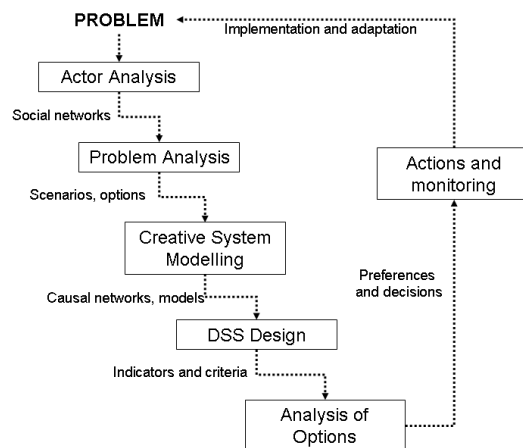 PROBLEM
Implementation and adaptation
Actor Analysis
Social networks
Problem Analysis
Actions and
monitoring
Scenarios, options
Creative System
Modelling
Preferences
and decisions
Causal networks, models
DSS Design
Indicators and criteria
Analysis of
Options